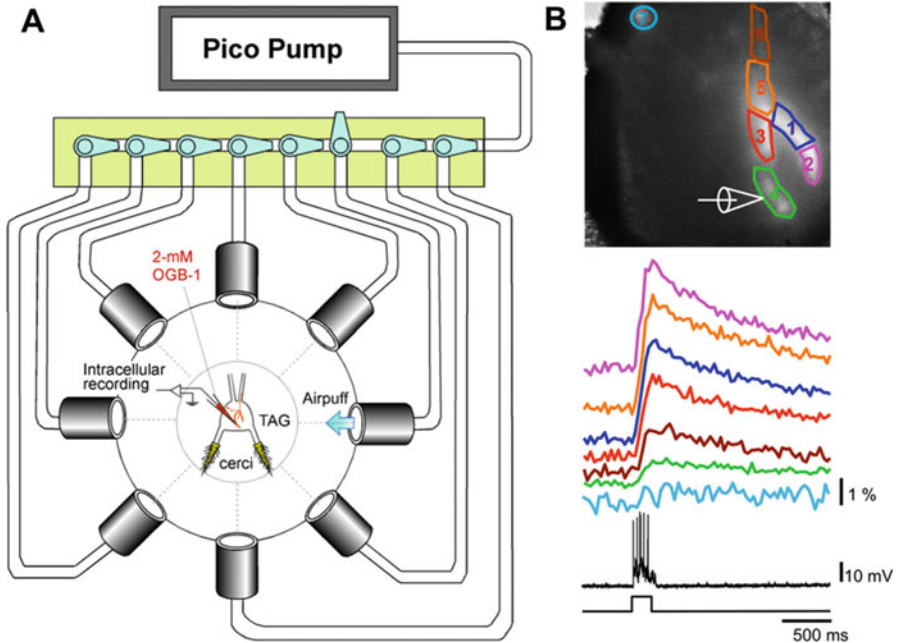 A
Pico Pump
2-mM
OGB-1
Intracellular
recording
TAG
Airpuff
cerci
B
5
1
3
2
1 %
10 mV
500 ms